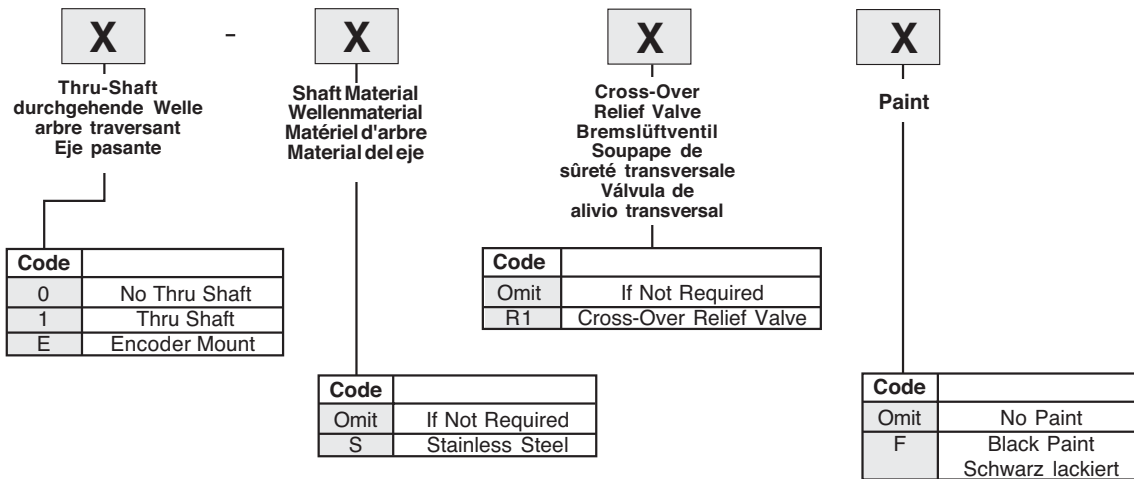 X - X X X
Thru-Shaft
durchgehende Welle
arbre traversant
Eje pasante
Shaft Material
Wellenmaterial
Matériel d'arbre
Material del eje
Cross-Over
Relief Valve
Bremslüftventil
Soupape de
sûreté transversale
Válvula de
alivio transversal
Paint
Code
0 No Thru Shaft
1 Thru Shaft
E Encoder Mount
Code
Omit If Not Required
S Stainless Steel
Code
Omit If Not Required
R1 Cross-Over Relief Valve
Code
Omit No Paint
F Black Paint
Schwarz lackiert